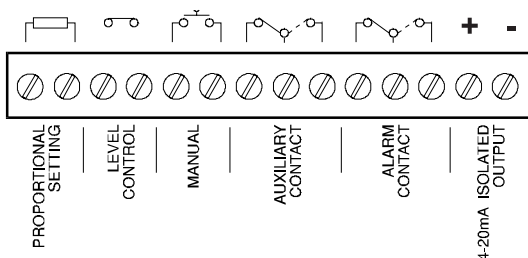 + -
PROPORTIONAL
SETTING
LEVEL
CONTROL
MANUAL
AUXILIARY
CONTACT
ALARM
CONTACT
4-20mA ISOLATED
OUTPUT